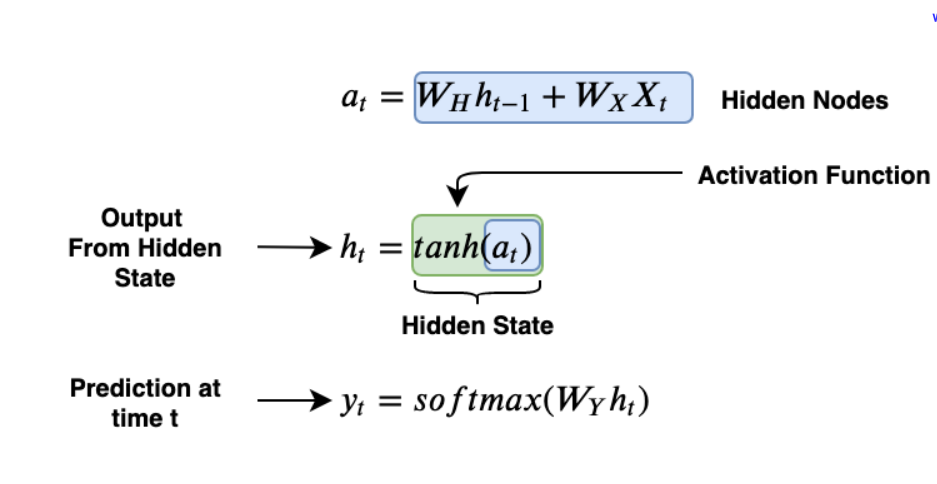 a_t = W_H h_{t-1} + W_X X_t Hidden Nodes
Activation Function
Output
From Hidden
State
h_t = tanh(a_t)
Hidden State
Prediction at
time t
y_t = softmax(W_Y h_t)